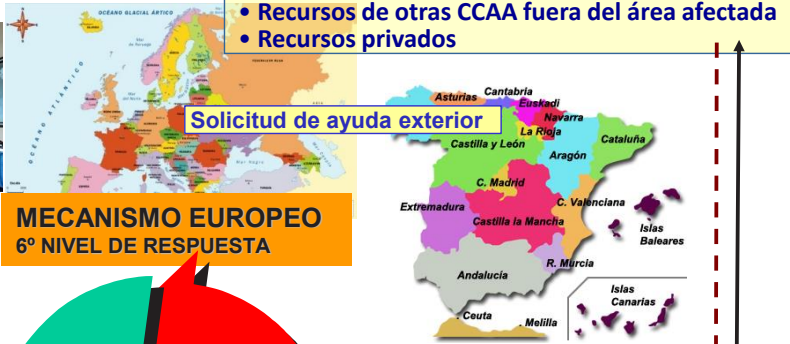 • Recursos de otras CCAA fuera del área afectada
• Recursos privados
OCÉANO GLACIAL ÁRTICO
OCÉANO ATLÁNTICO
Solicitud de ayuda exterior
MECANISMO EUROPEO
6º NIVEL DE RESPUESTA
Asturias
Cantabria
Euskadi
Navarra
La Rioja
Castilla y León
Cataluña
Aragón
C. Madrid
Extremadura
Castilla la Mancha
C. Valenciana
Islas
Baleares
R. Murcia
Andalucía
Islas
Canarias
Ceuta
Melilla